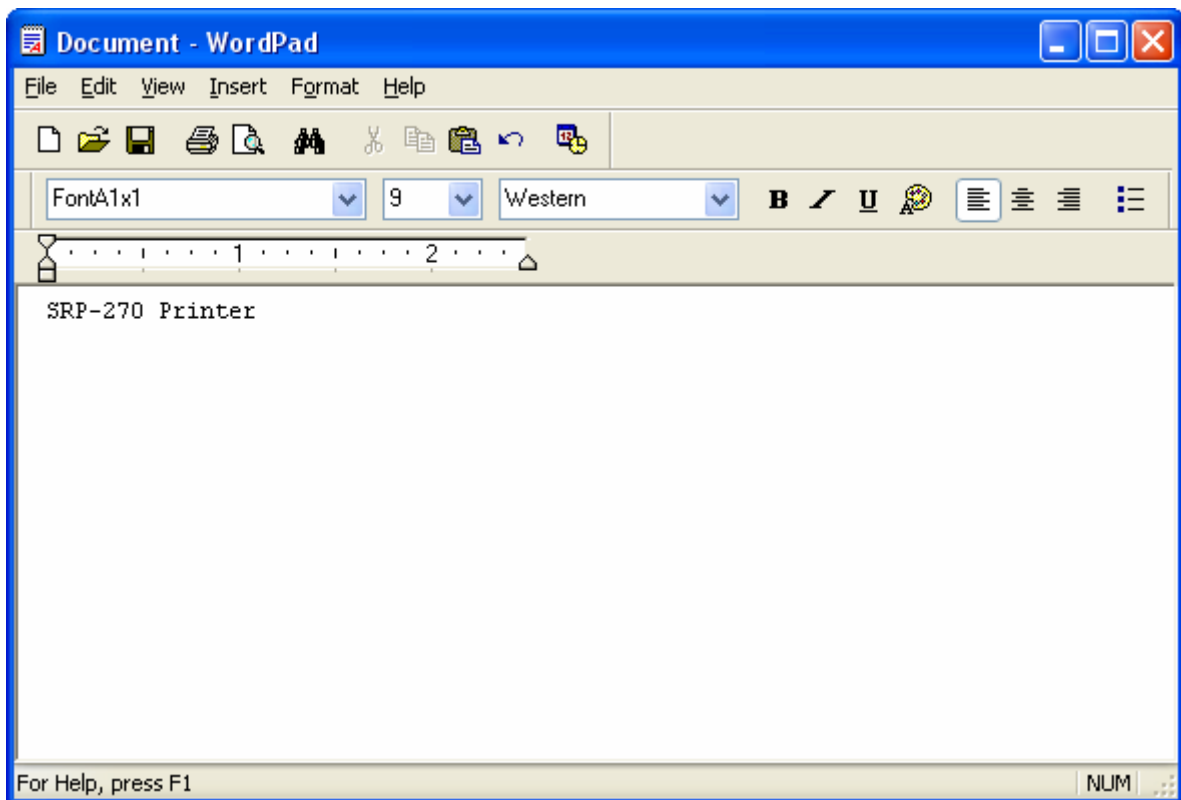 Document - WordPad
File Edit View Insert Format Help
FontA1x1 9 Western B U
1 2
SRP-270 Printer
For Help, press F1 NUM